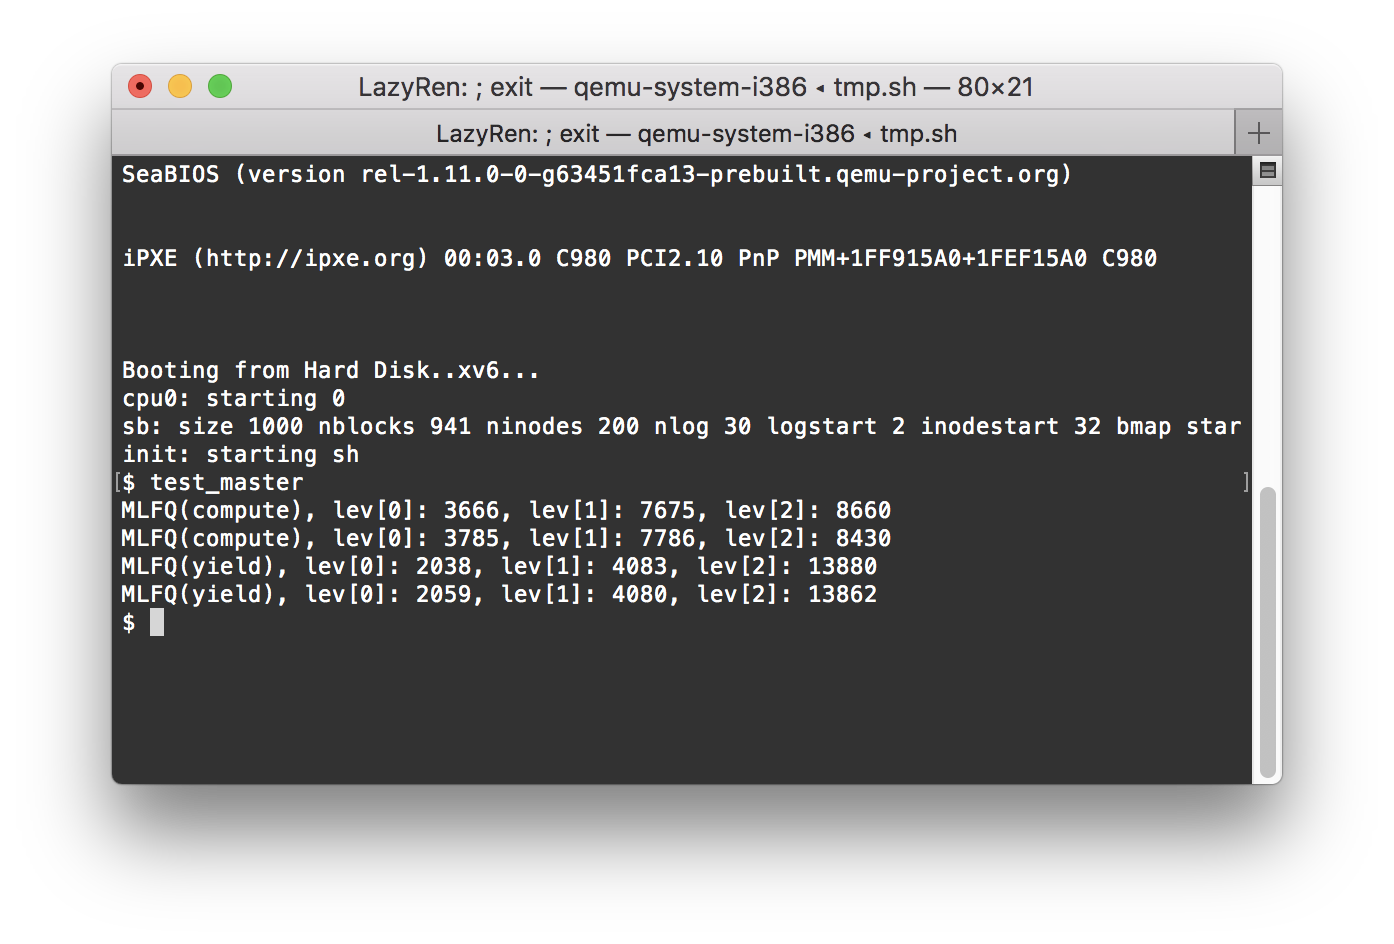 LazyRen: ; exit — qemu-system-i386 ◂ tmp.sh — 80×21
LazyRen: ; exit — qemu-system-i386 ◂ tmp.sh
SeaBIOS (version rel-1.11.0-0-g63451fca13-prebuilt.qemu-project.org)
iPXE (http://ipxe.org) 00:03.0 C980 PCI2.10 PnP PMM+1FF915A0+1FEF15A0 C980
Booting from Hard Disk..xv6...
cpu0: starting 0
sb: size 1000 nblocks 941 ninodes 200 nlog 30 logstart 2 inodestart 32 bmap star
init: starting sh
[$ test_master ]
MLFQ(compute), lev[0]: 3666, lev[1]: 7675, lev[2]: 8660
MLFQ(compute), lev[0]: 3785, lev[1]: 7786, lev[2]: 8430
MLFQ(yield), lev[0]: 2038, lev[1]: 4083, lev[2]: 13880
MLFQ(yield), lev[0]: 2059, lev[1]: 4080, lev[2]: 13862
$